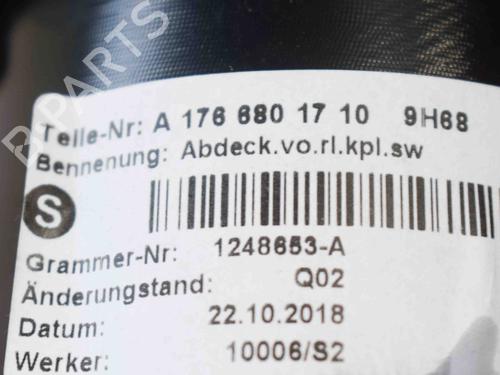 Teile-Nr: A 176 680 17 10 9H68
Bennenung: Abdeck.vo.rl.kpl.sw
S
Grammer-Nr: 1248653-A
Änderungstand: Q02
Datum: 22.10.2018
Werker: 10006/S2
B-PARTS